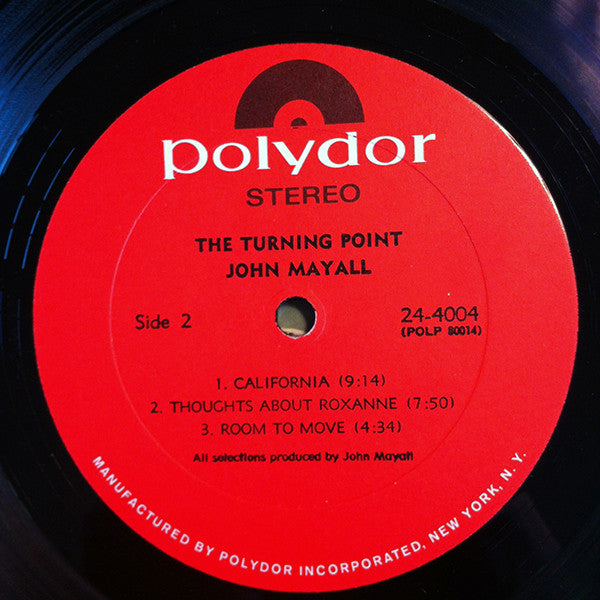 polydor
STEREO
THE TURNING POINT
JOHN MAYALL
Side 2
24-4004
(POLP 80014)
1. CALIFORNIA (9:14)
2. THOUGHTS ABOUT ROXANNE (7:50)
3. ROOM TO MOVE (4:34)
All selections produced by John Mayall
MANUFACTURED BY POLYDOR INCORPORATED, NEW YORK, N. Y.